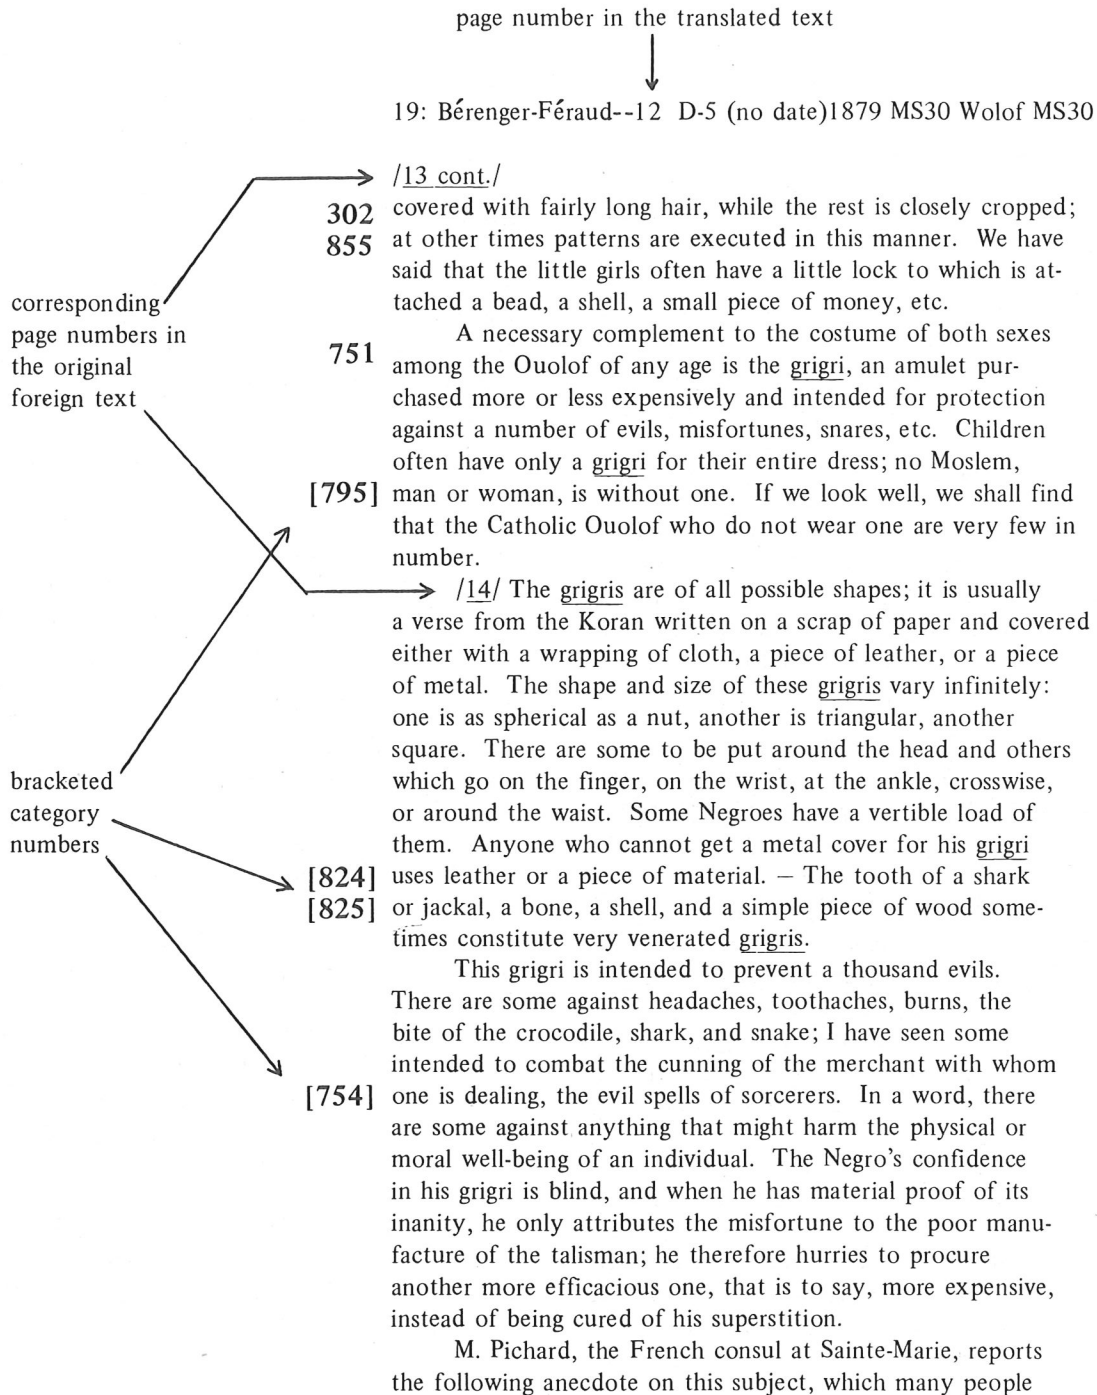 page number in the translated text
19: Bérenger-Féraud--12 D-5 (no date)1879 MS30 Wolof MS30
/13 cont./
302 covered with fairly long hair, while the rest is closely cropped;
855 at other times patterns are executed in this manner. We have
said that the little girls often have a little lock to which is at-
tached a bead, a shell, a small piece of money, etc.
corresponding
page numbers in
the original
foreign text
A necessary complement to the costume of both sexes
751 among the Ouolof of any age is the grigri, an amulet pur-
chased more or less expensively and intended for protection
against a number of evils, misfortunes, snares, etc. Children
often have only a grigri for their entire dress; no Moslem,
[795] man or woman, is without one. If we look well, we shall find
that the Catholic Ouolof who do not wear one are very few in
number.
/14/ The grigris are of all possible shapes; it is usually
a verse from the Koran written on a scrap of paper and covered
either with a wrapping of cloth, a piece of leather, or a piece
of metal. The shape and size of these grigris vary infinitely:
one is as spherical as a nut, another is triangular, another
square. There are some to be put around the head and others
which go on the finger, on the wrist, at the ankle, crosswise,
or around the waist. Some Negroes have a vertible load of
them. Anyone who cannot get a metal cover for his grigri
bracketed
category
numbers
[824] uses leather or a piece of material. — The tooth of a shark
[825] or jackal, a bone, a shell, and a simple piece of wood some-
times constitute very venerated grigris.
This grigri is intended to prevent a thousand evils.
There are some against headaches, toothaches, burns, the
bite of the crocodile, shark, and snake; I have seen some
intended to combat the cunning of the merchant with whom
[754] one is dealing, the evil spells of sorcerers. In a word, there
are some against anything that might harm the physical or
moral well-being of an individual. The Negro's confidence
in his grigri is blind, and when he has material proof of its
inanity, he only attributes the misfortune to the poor manu-
facture of the talisman; he therefore hurries to procure
another more efficacious one, that is to say, more expensive,
instead of being cured of his superstition.
M. Pichard, the French consul at Sainte-Marie, reports
the following anecdote on this subject, which many people